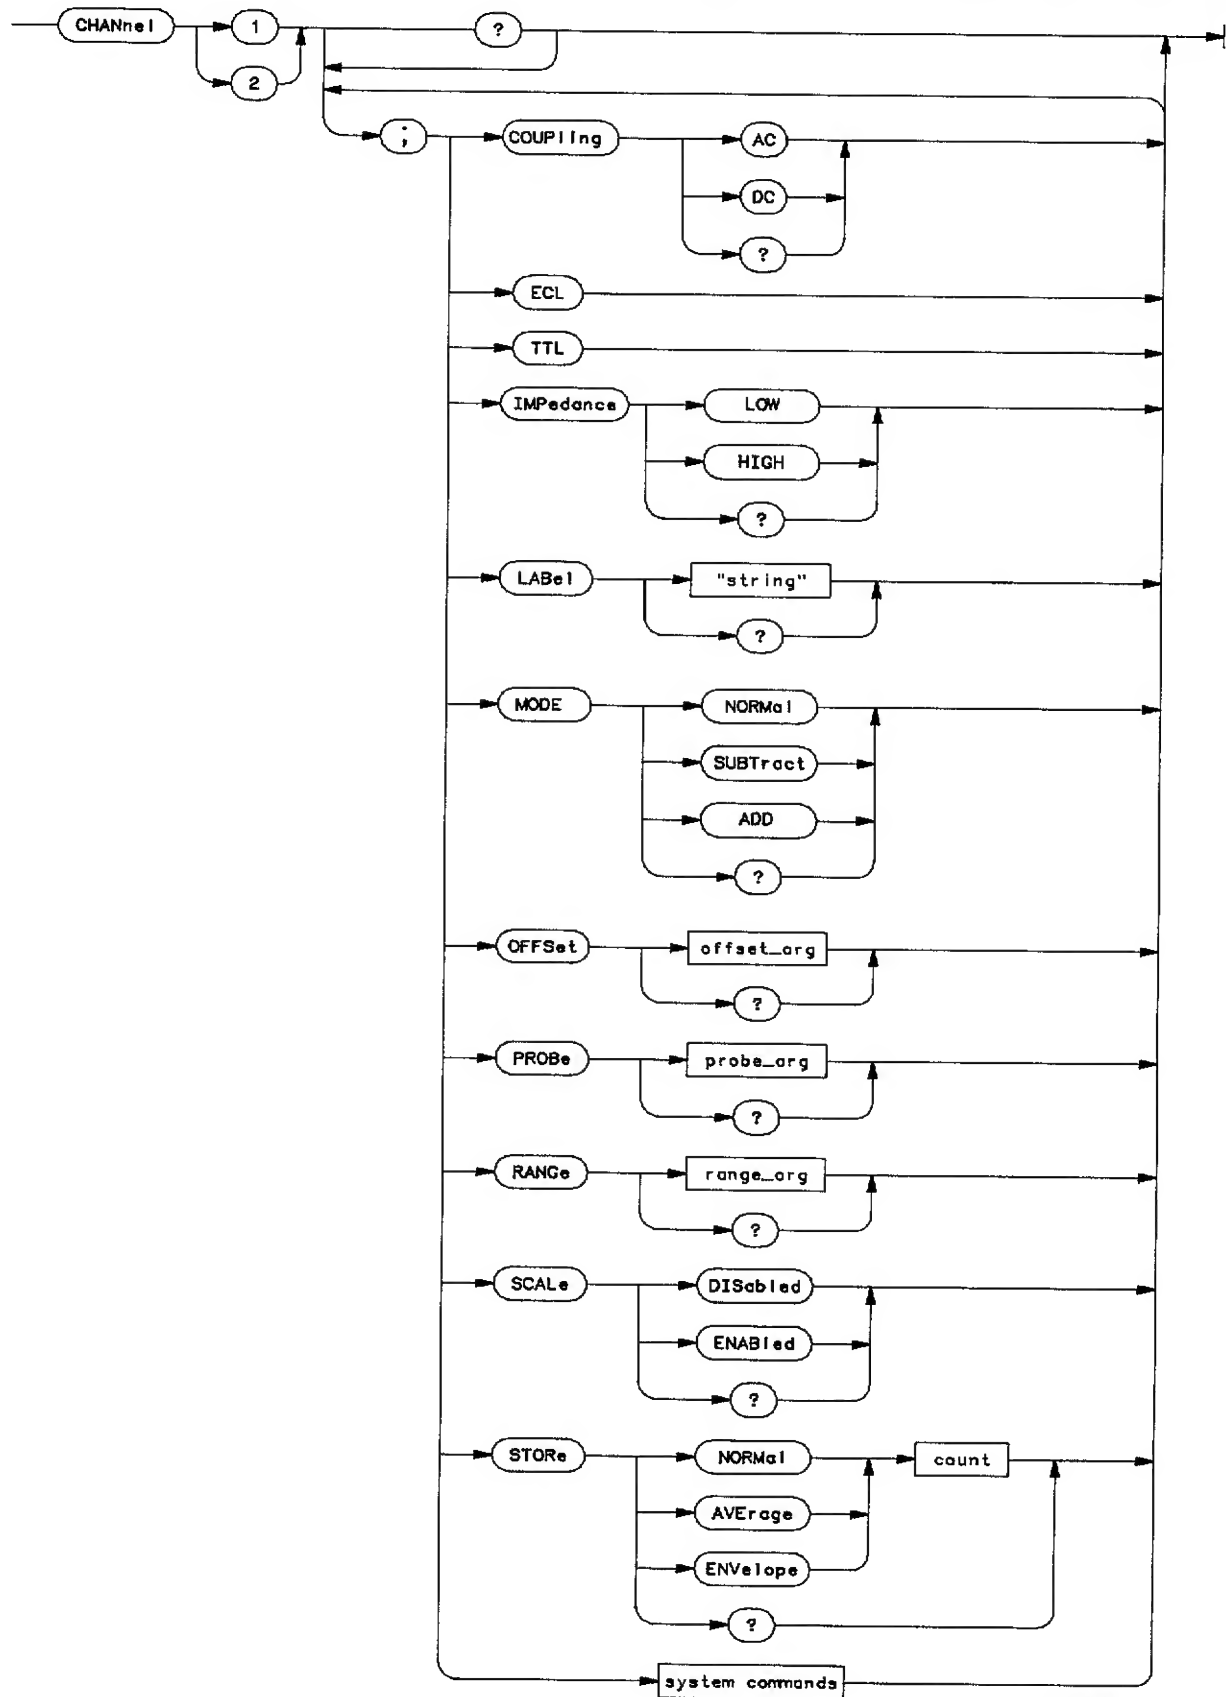 CHANnel 1 ?
2
; COUPling AC
DC
?
ECL
TTL
IMPedance LOW
HIGH
?
LABel "string"
?
MODE NORMal
SUBTract
ADD
?
OFFSet offset_arg
?
PROBe probe_arg
?
RANGe range_arg
?
SCALe DISabled
ENABled
?
STORe NORMal count
AVErage
ENVelope
?
system commands